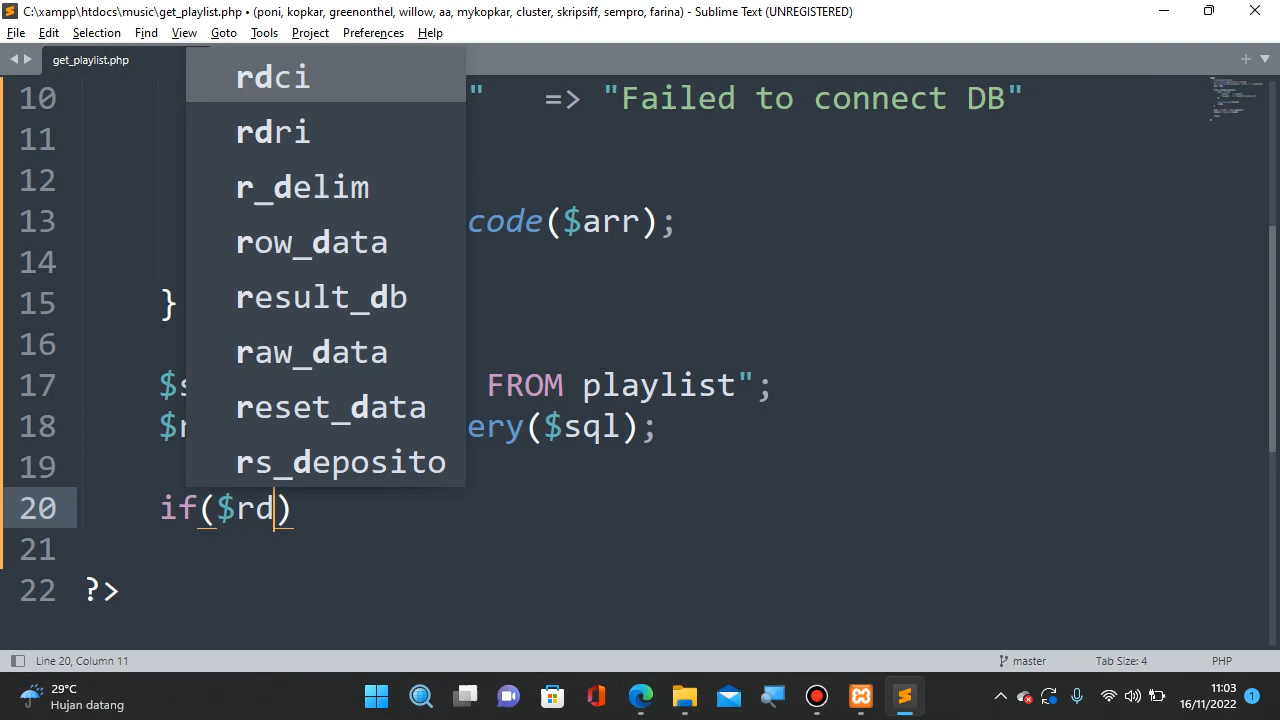 C:\xampp\htdocs\music\get_playlist.php • (poni, kopkar, greeronthel, willow, ta, mykopkar, cluster, skripsiff, sempro, farina) - Sublime Text (UNREGISTERED)
File Edit Selection Find View Goto Tools Project Preferences Help
get_playlist.php
rdci
rdri
r_delim
row_data
result_db
raw_data
reset_data
rs_deposito
10 " => "Failed to connect DB"
11
12
13 code($arr);
14
15 }
16
17 $s FROM playlist";
18 $r ery($sql);
19
20 if($rd)
21
22 ?>
Line 20, Column 11
master
Tab Size: 4
PHP
29°C
Hujan datang
11:03
16/11/2022
1